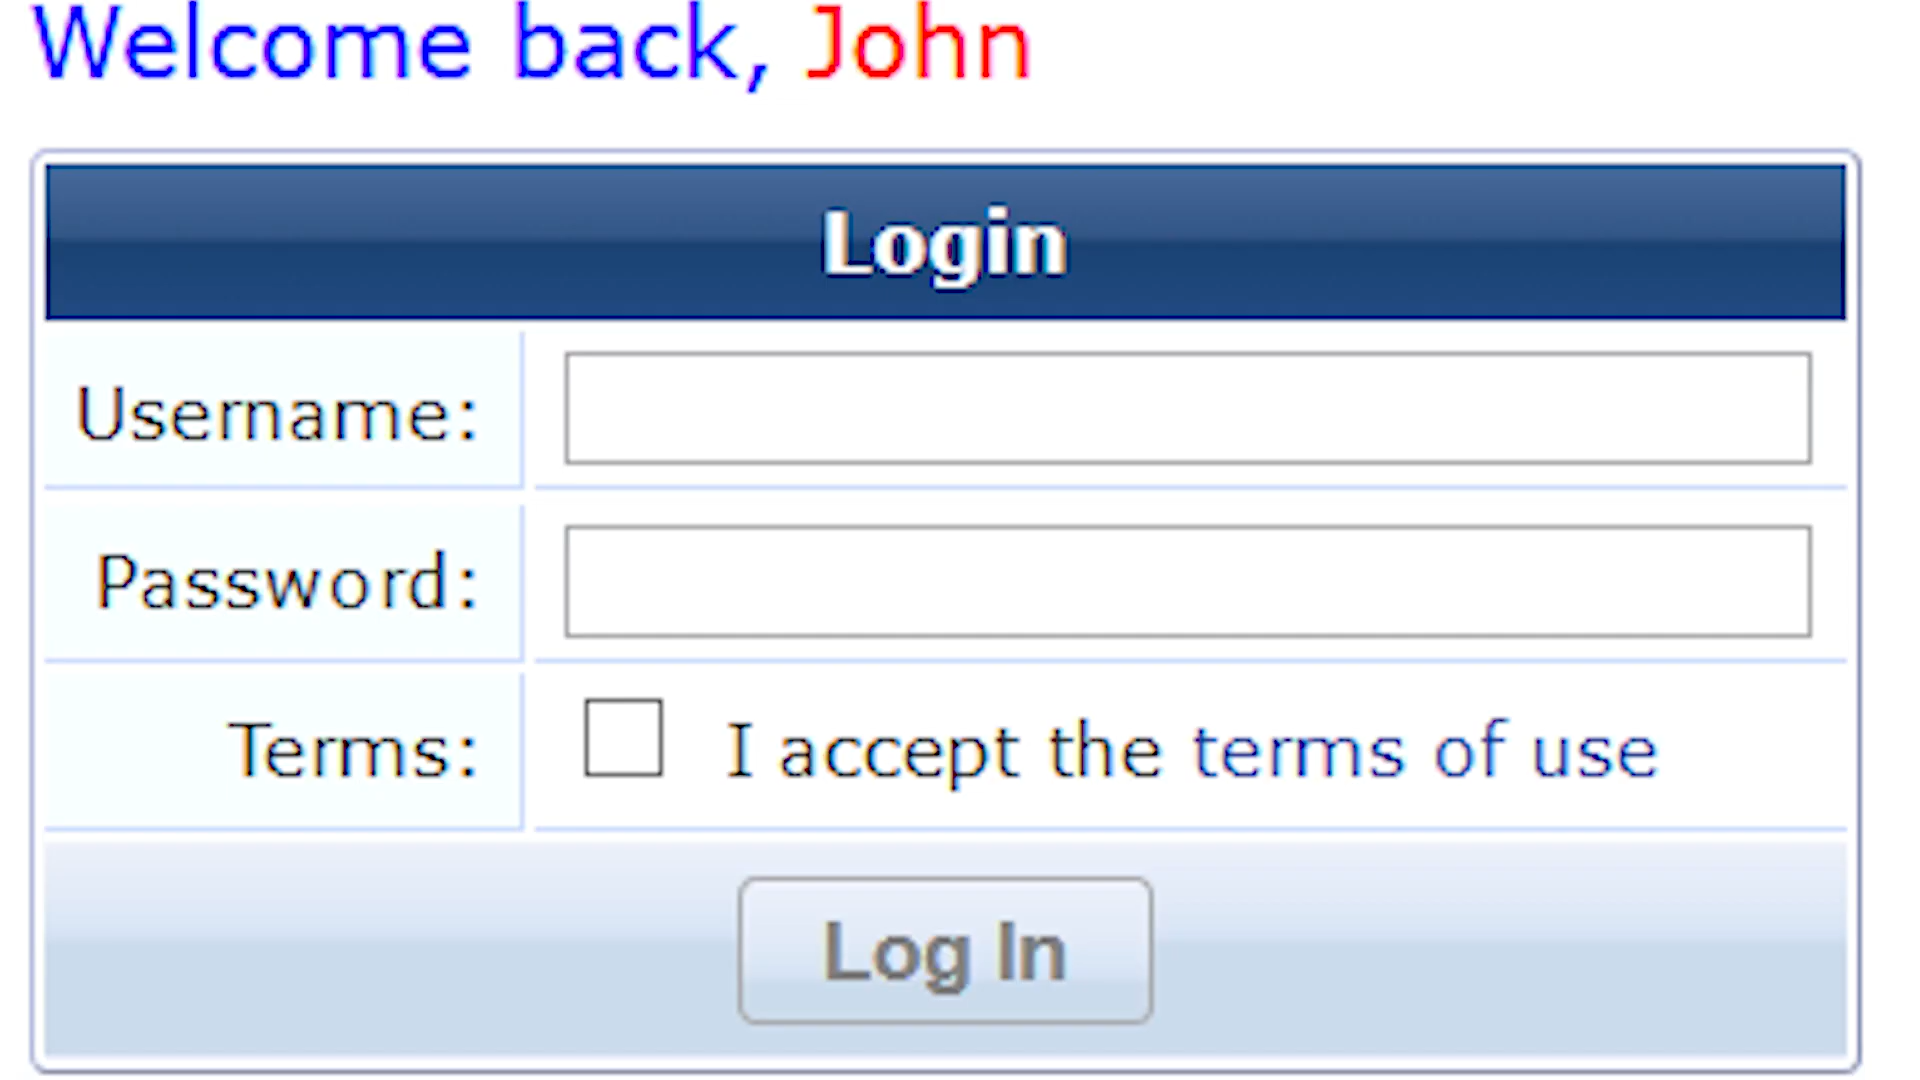 Welcome back, John
Login
Username:
Password:
Terms: I accept the terms of use
Log In